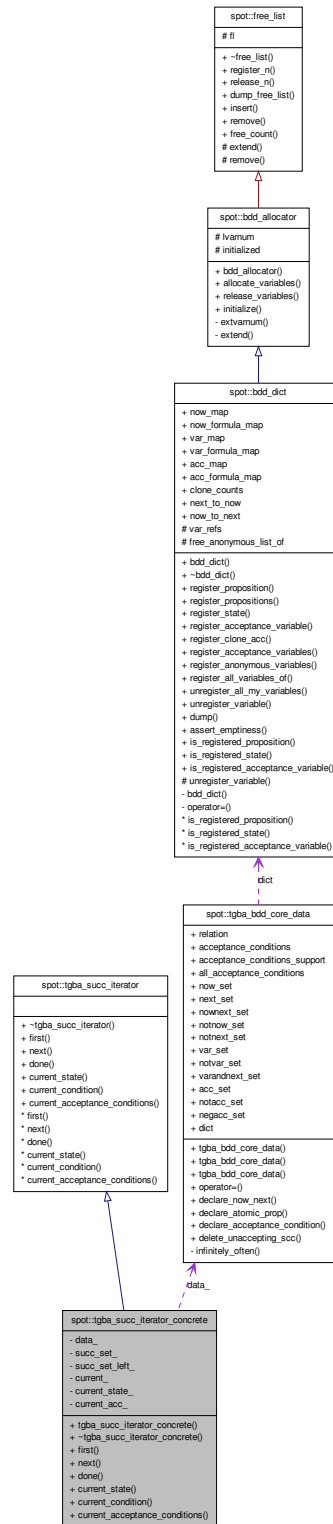 spot::free_list
# fl
+ ~free_list()
+ register_n()
+ release_n()
+ dump_free_list()
+ insert()
+ remove()
+ free_count()
# extend()
# remove()
spot::bdd_allocator
# lvarnum
# initialized
+ bdd_allocator()
+ allocate_variables()
+ release_variables()
+ initialize()
- extvarnum()
- extend()
spot::bdd_dict
+ now_map
+ now_formula_map
+ var_map
+ var_formula_map
+ acc_map
+ acc_formula_map
+ clone_counts
+ next_to_now
+ now_to_next
# var_refs
# free_anonymous_list_of
+ bdd_dict()
+ ~bdd_dict()
+ register_proposition()
+ register_propositions()
+ register_state()
+ register_acceptance_variable()
+ register_clone_acc()
+ register_acceptance_variables()
+ register_anonymous_variables()
+ register_all_variables_of()
+ unregister_all_my_variables()
+ unregister_variable()
+ dump()
+ assert_emptiness()
+ is_registered_proposition()
+ is_registered_state()
+ is_registered_acceptance_variable()
# unregister_variable()
- bdd_dict()
- operator=()
* is_registered_proposition()
* is_registered_state()
* is_registered_acceptance_variable()
dict
spot::tgba_bdd_core_data
+ relation
+ acceptance_conditions
+ acceptance_conditions_support
+ all_acceptance_conditions
+ now_set
+ next_set
+ nownext_set
+ notnow_set
+ notnext_set
+ var_set
+ notvar_set
+ varandnext_set
+ acc_set
+ notacc_set
+ negacc_set
+ dict
+ tgba_bdd_core_data()
+ tgba_bdd_core_data()
+ tgba_bdd_core_data()
+ operator=()
+ declare_now_next()
+ declare_atomic_prop()
+ declare_acceptance_condition()
+ delete_unaccepting_scc()
- infinitely_often()
spot::tgba_succ_iterator
+ ~tgba_succ_iterator()
+ first()
+ next()
+ done()
+ current_state()
+ current_condition()
+ current_acceptance_conditions()
* first()
* next()
* done()
* current_state()
* current_condition()
* current_acceptance_conditions()
data_
spot::tgba_succ_iterator_concrete
- data_
- succ_set_
- succ_set_left_
- current_
- current_state_
- current_acc_
+ tgba_succ_iterator_concrete()
+ ~tgba_succ_iterator_concrete()
+ first()
+ next()
+ done()
+ current_state()
+ current_condition()
+ current_acceptance_conditions()